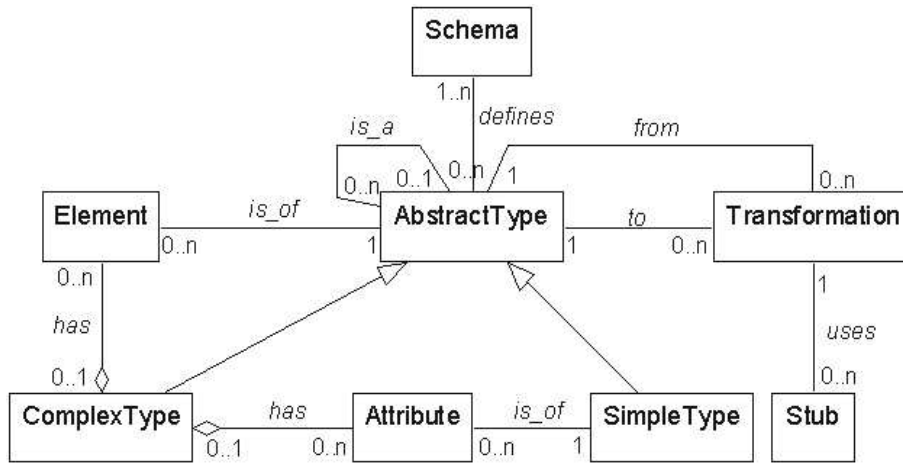 Schema
1..n
defines
is_a
from
0..n
0..1
0..n
1
0..n
Element
is_of
AbstractType
to
Transformation
0..n
1
1
0..n
0..n
1
has
uses
0..1
0..n
ComplexType
has
Attribute
is_of
SimpleType
Stub
0..1
0..n
0..n
1